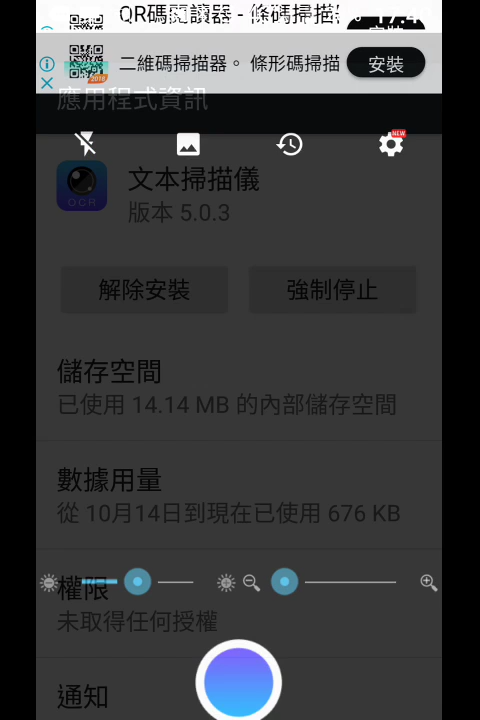 QR碼閱讀器 - 條碼掃描
二維碼掃描器。 條形碼掃描
安裝
應用程式資訊
NEW
文本掃描儀
版本 5.0.3
OCR
解除安裝
強制停止
儲存空間
已使用 14.14 MB 的內部儲存空間
數據用量
從 10月14日到現在已使用 676 KB
權限
未取得任何授權
通知